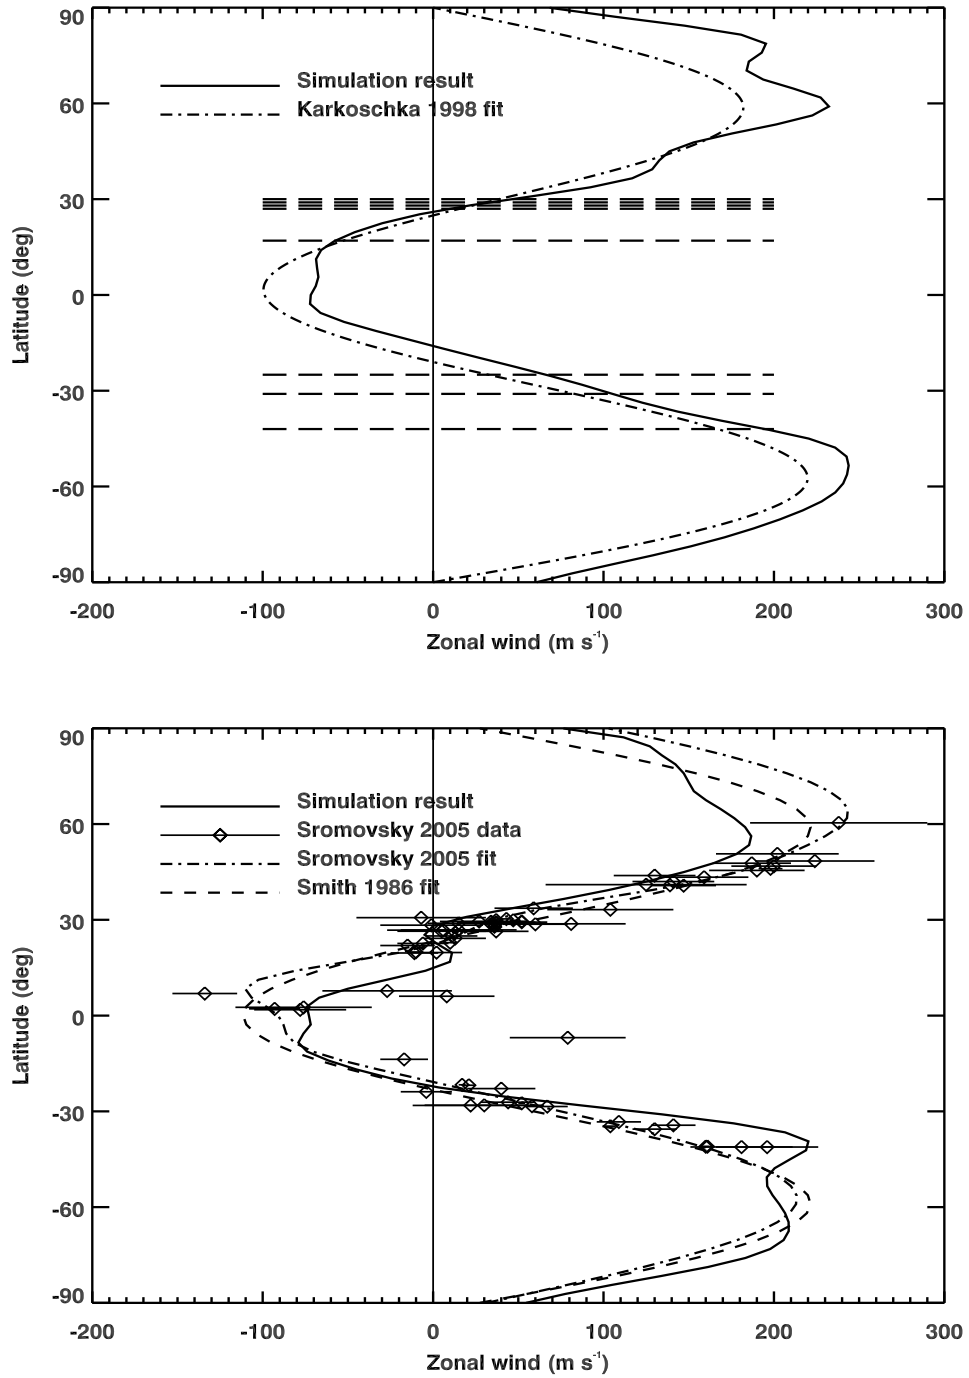 90
60
30
0
-30
-60
-90
Latitude (deg)
Simulation result
Karkoschka 1998 fit
-200 -100 0 100 200 300
Zonal wind (m s⁻¹)
90
60
30
0
-30
-60
-90
Latitude (deg)
Simulation result
Sromovsky 2005 data
Sromovsky 2005 fit
Smith 1986 fit
-200 -100 0 100 200 300
Zonal wind (m s⁻¹)